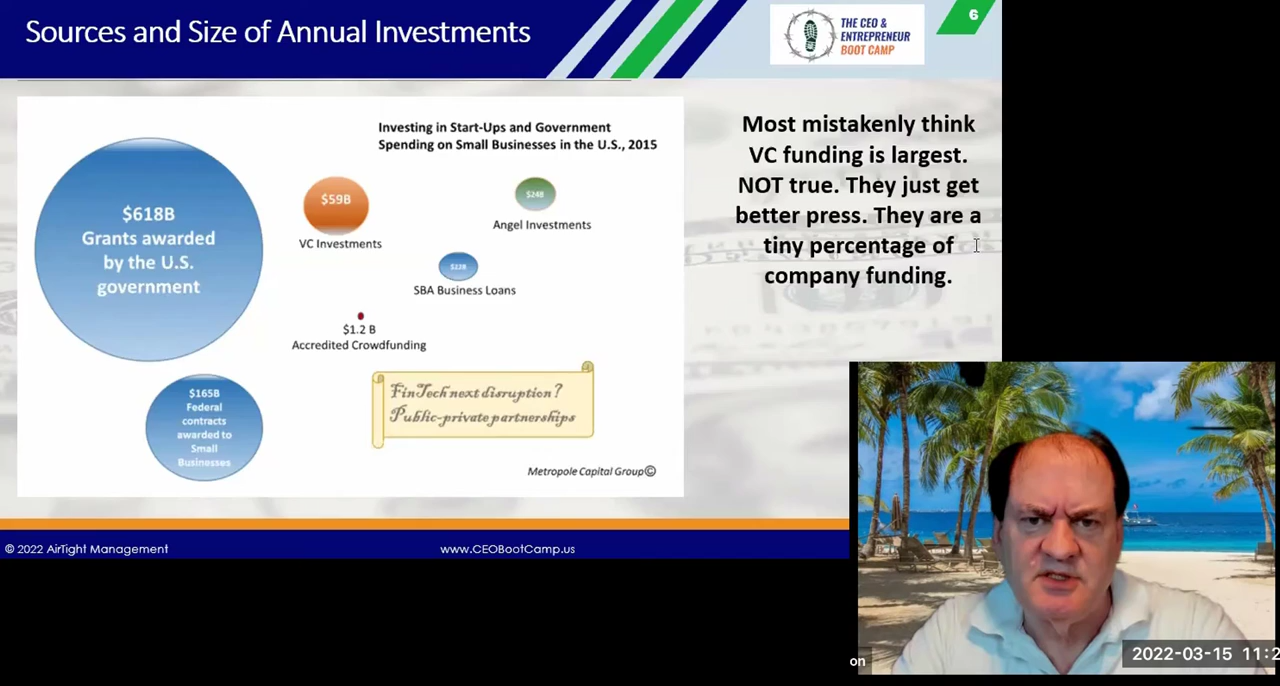 Sources and Size of Annual Investments
THE CEO &
ENTREPRENEUR
BOOT CAMP
6
Investing in Start-Ups and Government
Spending on Small Businesses in the U.S., 2015
$618B
Grants awarded
by the U.S.
government
$59B
VC Investments
$24B
Angel Investments
SBA Business Loans
$1.2 B
Accredited Crowdfunding
$165B
Federal
contracts
awarded to
Small
Businesses
FinTech next disruption?
Public-private partnerships
Metropole Capital Group©
Most mistakenly think
VC funding is largest.
NOT true. They just get
better press. They are a
tiny percentage of
company funding.
© 2022 AirTight Management
www.CEOBootCamp.us
on
2022-03-15 11:2